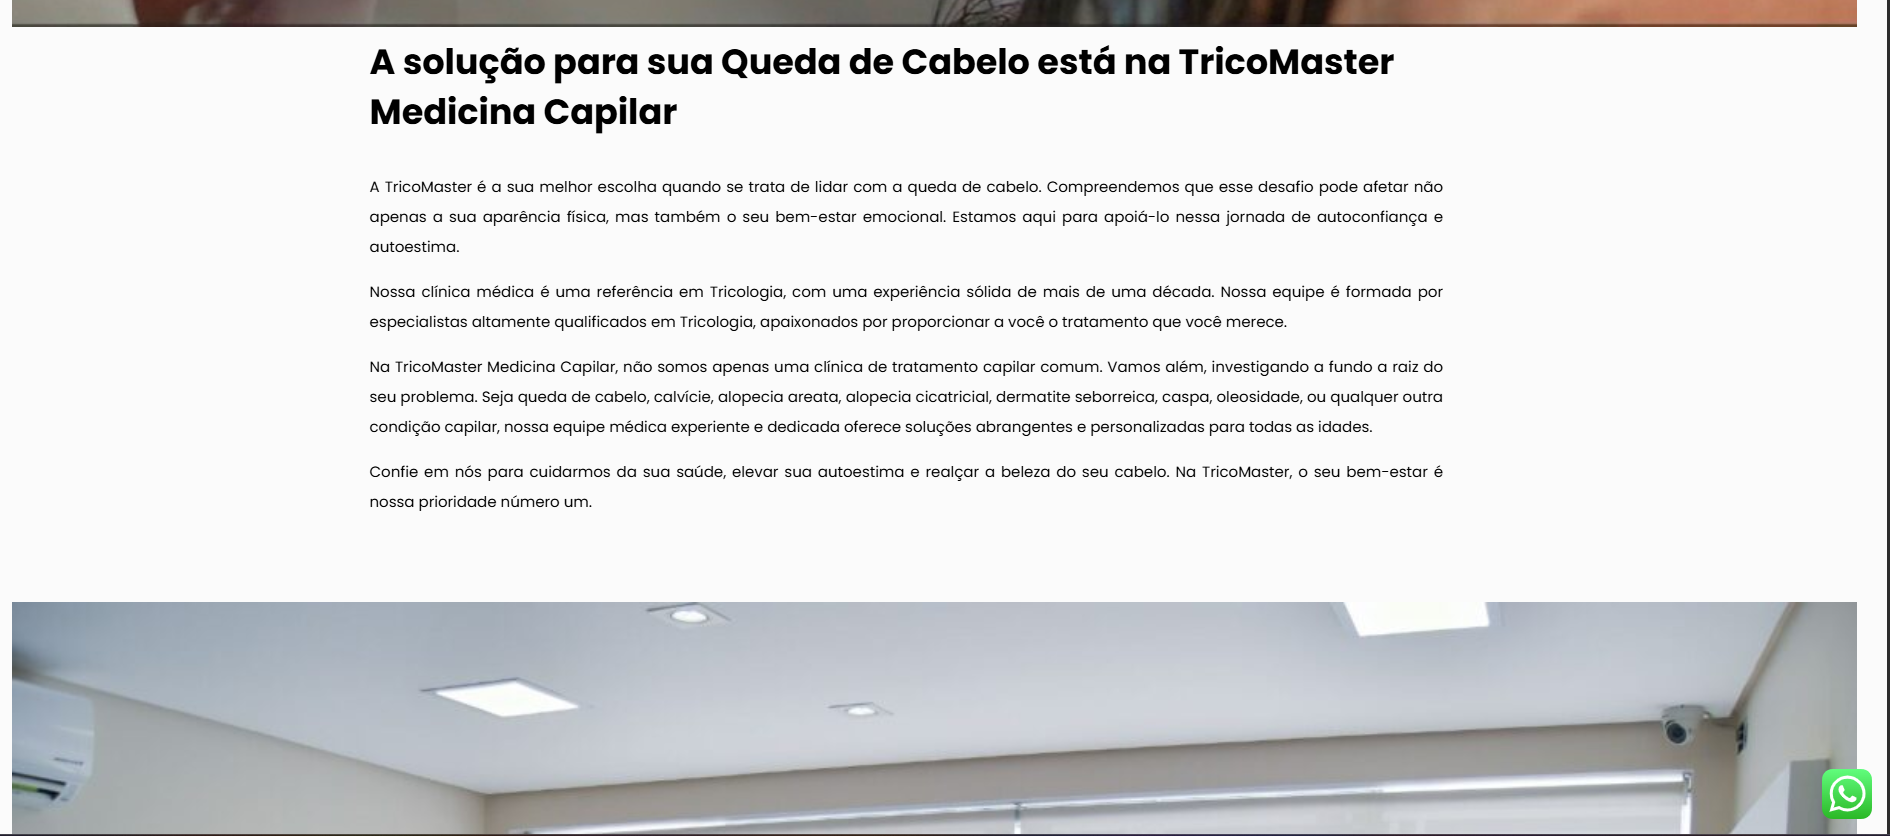 A solução para sua Queda de Cabelo está na TricoMaster
Medicina Capilar
A TricoMaster é a sua melhor escolha quando se trata de lidar com a queda de cabelo. Compreendemos que esse desafio pode afetar não
apenas a sua aparência física, mas também o seu bem-estar emocional. Estamos aqui para apoiá-lo nessa jornada de autoconfiança e
autoestima.
Nossa clínica médica é uma referência em Tricologia, com uma experiência sólida de mais de uma década. Nossa equipe é formada por
especialistas altamente qualificados em Tricologia, apaixonados por proporcionar a você o tratamento que você merece.
Na TricoMaster Medicina Capilar, não somos apenas uma clínica de tratamento capilar comum. Vamos além, investigando a fundo a raiz do
seu problema. Seja queda de cabelo, calvície, alopecia areata, alopecia cicatricial, dermatite seborreica, caspa, oleosidade, ou qualquer outra
condição capilar, nossa equipe médica experiente e dedicada oferece soluções abrangentes e personalizadas para todas as idades.
Confie em nós para cuidarmos da sua saúde, elevar sua autoestima e realçar a beleza do seu cabelo. Na TricoMaster, o seu bem-estar é
nossa prioridade número um.